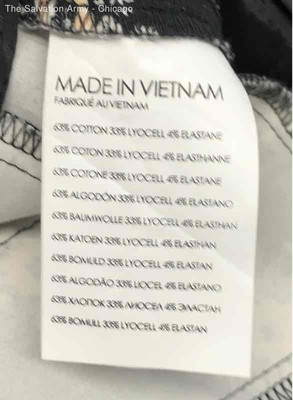 The Salvation Army - Chicago
MADE IN VIETNAM
FABRIQUÉ AU VIETNAM
63% COTTON 33% LYOCELL 4% ELASTANE
63% COTON 33% LYOCELL 4% ELASTHANNE
63% COTONE 33% LYOCELL 4% ELASTANE
63% ALGODÓN 33% LYOCELL 4% ELASTANO
63% BAUMWOLLE 33% LYOCELL 4% ELASTHAN
63% KATOEN 33% LYOCELL 4% ELASTHAN
63% BOMULD 33% LYOCELL 4% ELASTAN
63% ALGODÃO 33% LIOCEL 4% ELASTANO
63% ХЛОПОК 33% ЛИОСЕЛ 4% ЭЛАСТАН
63% BOMULL 33% LYOCELL 4% ELASTAN